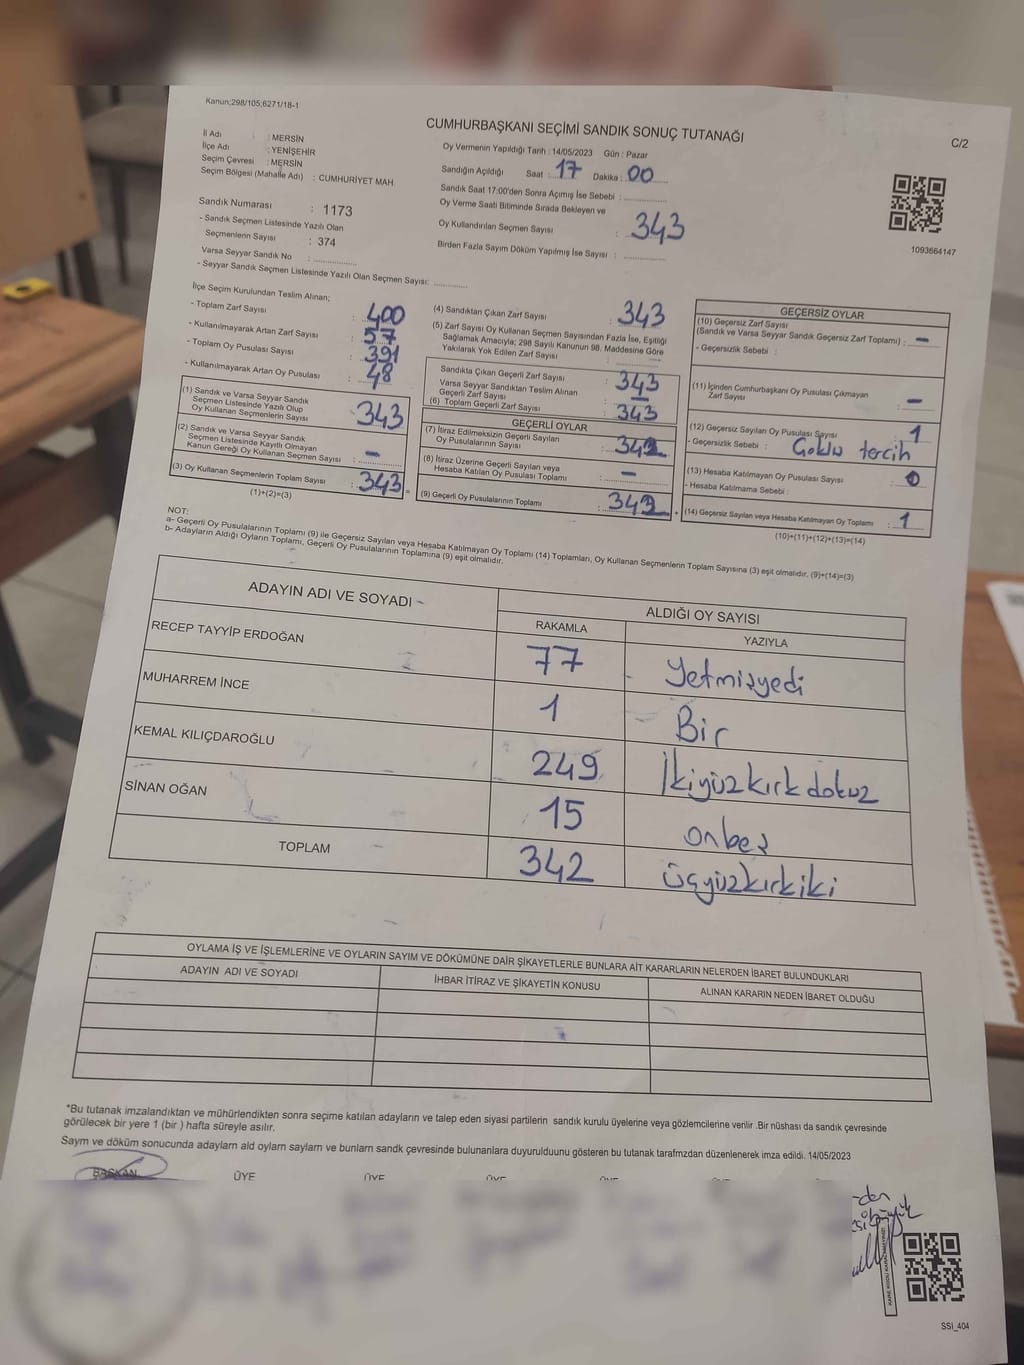 Kanun;298/105,6271/18-1
CUMHURBAŞKANI SEÇİMİ SANDIK SONUÇ TUTANAĞI
C/2
İl Adı : MERSİN
İlçe Adı : YENİŞEHİR
Seçim Çevresi : MERSİN
Seçim Bölgesi (Mahalle Adı) : CUMHURİYET MAH.
Sandık Numarası : 1173
- Sandık Seçmen Listesinde Yazılı Olan
Seçmenlerin Sayısı : 374
Varsa Seyyar Sandık No :
- Seyyar Sandık Seçmen Listesinde Yazılı Olan Seçmen Sayısı:
Oy Vermenin Yapıldığı Tarih : 14/05/2023 Gün : Pazar
Sandığın Açıldığı Saat : 17 Dakika : 00
Sandık Saat 17:00'den Sonra Açımış İse Sebebi :
Oy Verme Saati Bitiminde Sırada Bekleyen ve
Oy Kullandırılan Seçmen Sayısı : 343
Birden Fazla Sayım Döküm Yapılmış İse Sayısı :
1093664147
İlçe Seçim Kurulundan Teslim Alınan;
- Toplam Zarf Sayısı : 400
- Kullanılmayarak Artan Zarf Sayısı : 57
- Toplam Oy Pusulası Sayısı : 391
- Kullanılmayarak Artan Oy Pusulası : 48
(1) Sandık ve Varsa Seyyar Sandık
Seçmen Listesinde Yazılı Olup
Oy Kullanan Seçmenlerin Sayısı : 343
(2) Sandık ve Varsa Seyyar Sandık
Seçmen Listesinde Kayıtlı Olmayan
Kanun Gereği Oy Kullanan Seçmen Sayısı : -
(3) Oy Kullanan Seçmenlerin Toplam Sayısı : 343 =
(1)+(2)=(3)
(4) Sandıktan Çıkan Zarf Sayısı : 343
(5) Zarf Sayısı Oy Kullanan Seçmen Sayısından Fazla İse, Eşitliği
Sağlamak Amacıyla; 298 Sayılı Kanunun 98. Maddesine Göre
Yakılarak Yok Edilen Zarf Sayısı : -
Sandıkta Çıkan Geçerli Zarf Sayısı : 343
Varsa Seyyar Sandıktan Teslim Alınan
Geçerli Zarf Sayısı : -
(6) Toplam Geçerli Zarf Sayısı : 343
GEÇERLİ OYLAR
(7) İtiraz Edilmeksizin Geçerli Sayılan
Oy Pusulalarının Sayısı : 342
(8) İtiraz Üzerine Geçerli Sayılan veya
Hesaba Katılan Oy Pusulası Toplamı : -
(9) Geçerli Oy Pusulalarının Toplamı : 342 +
GEÇERSİZ OYLAR
(10) Geçersiz Zarf Sayısı
(Sandık ve Varsa Seyyar Sandık Geçersiz Zarf Toplamı) : -
- Geçersizlik Sebebi :
(11) İçinden Cumhurbaşkanı Oy Pusulası Çıkmayan
Zarf Sayısı : -
(12) Geçersiz Sayılan Oy Pusulası Sayısı : 1
- Geçersizlik Sebebi : Çoklu tercih
(13) Hesaba Katılmayan Oy Pusulası Sayısı : 0
- Hesaba Katılmama Sebebi :
(14) Geçersiz Sayılan veya Hesaba Katılmayan Oy Toplamı : 1
(10)+(11)+(12)+(13)=(14)
NOT:
a- Geçerli Oy Pusulalarının Toplamı (9) ile Geçersiz Sayılan veya Hesaba Katılmayan Oy Toplamı (14) Toplamları, Oy Kullanan Seçmenlerin Toplam Sayısına (3) eşit olmalıdır. (9)+(14)=(3)
b- Adayların Aldığı Oyların Toplamı, Geçerli Oy Pusulalarının Toplamına (9) eşit olmalıdır.
ADAYIN ADI VE SOYADI
ALDIĞI OY SAYISI
RAKAMLA YAZIYLA
RECEP TAYYİP ERDOĞAN 77 Yetmişyedi
MUHARREM İNCE 1 Bir
KEMAL KILIÇDAROĞLU 249 İkiyüzkırkdokuz
SİNAN OĞAN 15 onbeş
TOPLAM 342 üçyüzkırkiki
OYLAMA İŞ VE İŞLEMLERİNE VE OYLARIN SAYIM VE DÖKÜMÜNE DAİR ŞİKAYETLERLE BUNLARA AİT KARARLARIN NELERDEN İBARET BULUNDUKLARI
ADAYIN ADI VE SOYADI İHBAR İTİRAZ VE ŞİKAYETİN KONUSU ALINAN KARARIN NEDEN İBARET OLDUĞU
*Bu tutanak imzalandıktan ve mühürlendikten sonra seçime katılan adayların ve talep eden siyasi partilerin sandık kurulu üyelerine veya gözlemcilerine verilir .Bir nüshası da sandık çevresinde
görülecek bir yere 1 (bir ) hafta süreyle asılır.
Saym ve döküm sonucunda adaylarn ald oylarn saylarn ve bunlarn sandk çevresinde bulunanlara duyurulduunu gösteren bu tutanak tarafmzdan düzenlenerek imza edildi. 14/05/2023
BAŞKAN ÜYE ÜYE ÜYE
SSI_404